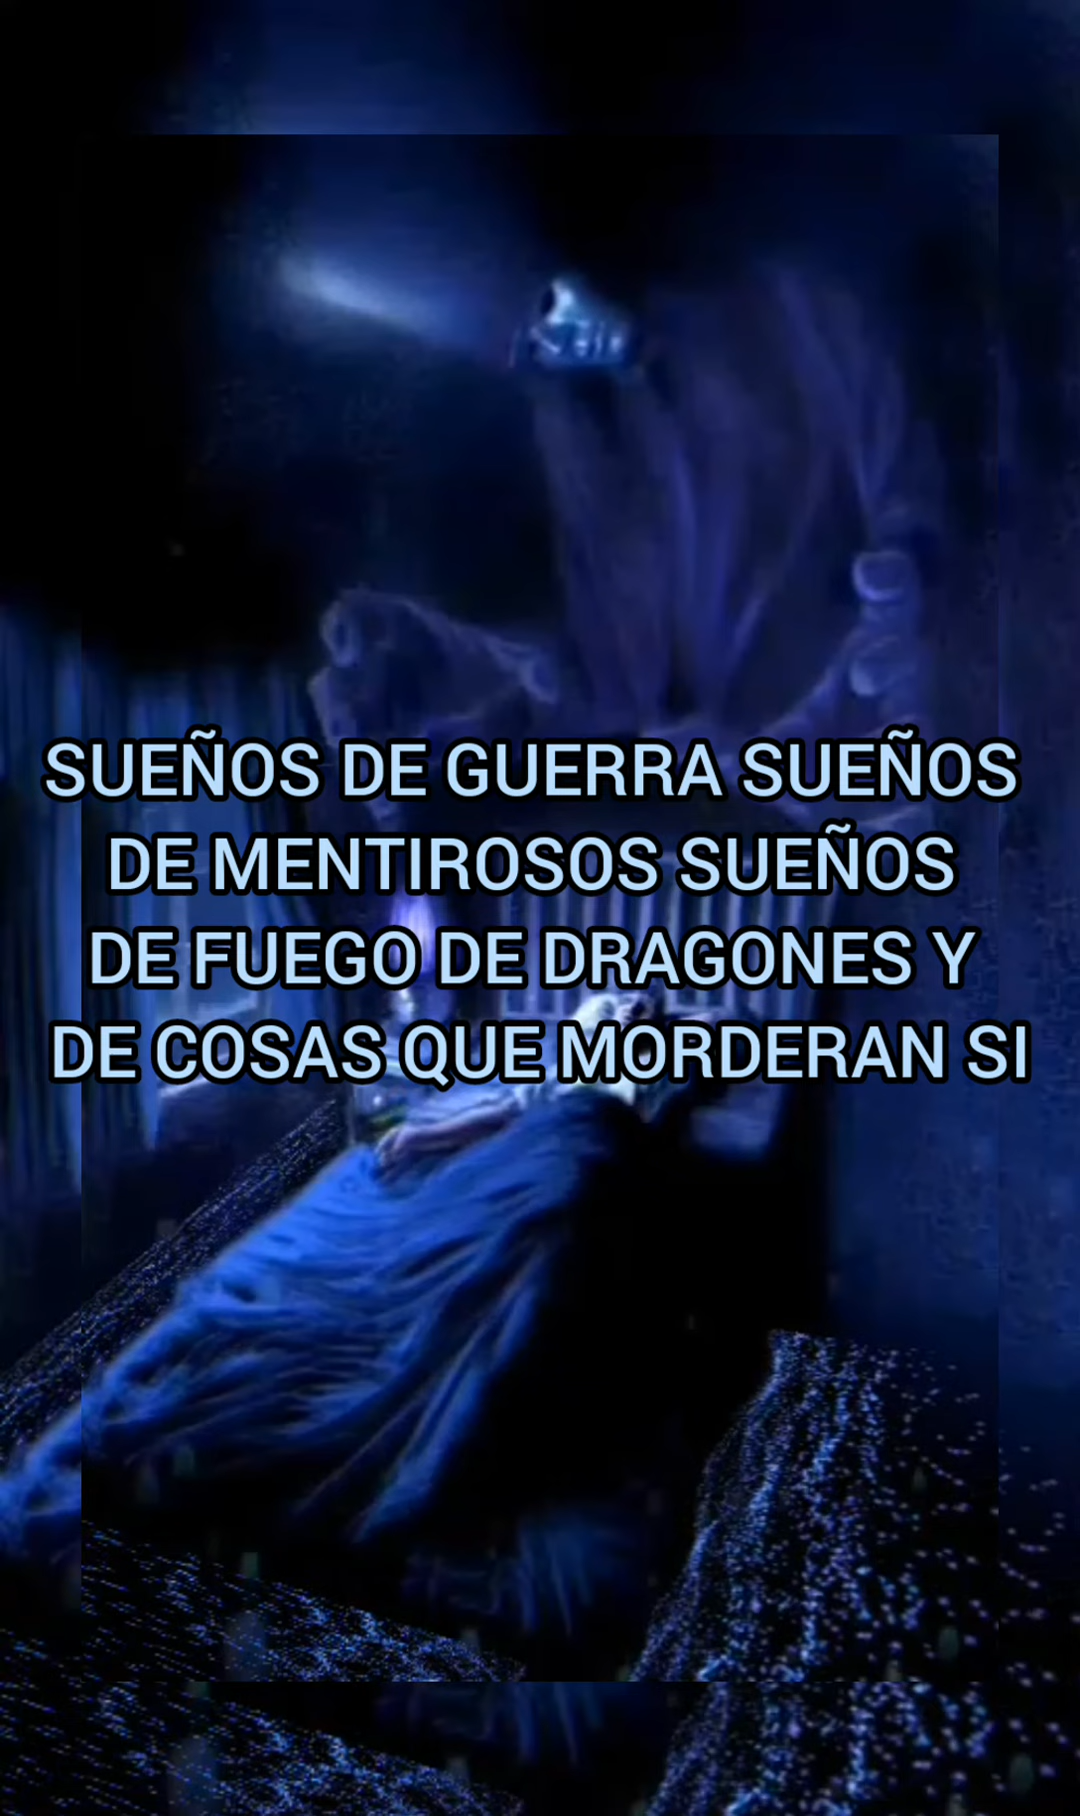 SUEÑOS DE GUERRA SUEÑOS
DE MENTIROSOS SUEÑOS
DE FUEGO DE DRAGONES Y
DE COSAS QUE MORDERAN SI